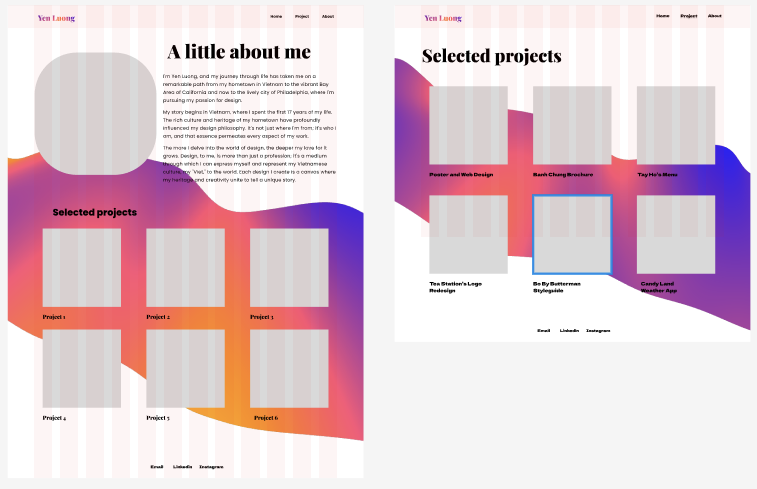 Yen Luong
Home Project About
A little about me
I'm Yen Luong, and my journey through life has taken me on a
remarkable path from my hometown in Vietnam to the vibrant Bay
Area of California and now to the lively city of Philadelphia, where I'm
pursuing my passion for design.
My story begins in Vietnam, where I spent the first 17 years of my life.
The rich culture and heritage of my hometown have profoundly
influenced my design philosophy. It's not just where I'm from; it's who I
am, and that essence permeates every aspect of my work.
The more I delve into the world of design, the deeper my love for it
grows. Design, to me, is more than just a profession. It's a medium
through which I can express myself and represent my Vietnamese
culture, my "Viet," to the world. Each design I create is a canvas where
my heritage and creativity unite to tell a unique story.
Selected projects
Project 1
Project 2
Project 3
Project 4
Project 5
Project 6
Email LinkedIn Instagram
Yen Luong
Home Project About
Selected projects
Poster and Web Design
Banh Chung Brochure
Tay Ho's Menu
Tea Station's Logo
Redesign
Bo By Butterman
Styleguide
Candy Land
Weather App
Email LinkedIn Instagram